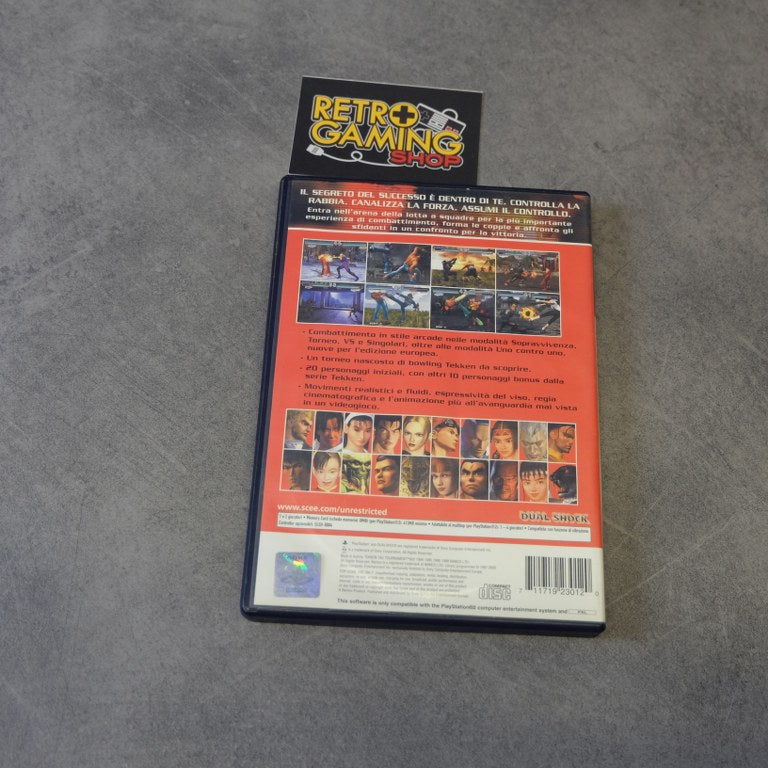 RETRO
GAMING
SHOP
IL SEGRETO DEL SUCCESSO È DENTRO DI TE. CONTROLLA LA
RABBIA. CANALIZZA LA FORZA. ASSUMI IL CONTROLLO.
Entra nell'arena della lotta a squadre per la più importante
esperienza di combattimento, forma le coppie e affronta gli
sfidanti in un confronto per la vittoria.
- Combattimento in stile arcade nelle modalità Sopravvivenza,
Torneo, VS e Singolari, oltre alle modalità Uno contro uno,
nuove per l'edizione europea.
- Un torneo nascosto di bowling Tekken da scoprire.
- 20 personaggi iniziali, con altri 10 personaggi bonus dalla
serie Tekken.
- Movimenti realistici e fluidi, espressività del viso, regia
cinematografica e l'animazione più all'avanguardia mai vista
in un videogioco.
www.scee.com/unrestricted
DUAL SHOCK
COMPACT
DISC
7 11719 23012 0
This software is only compatible with the PlayStation®2 computer entertainment system and
PAL